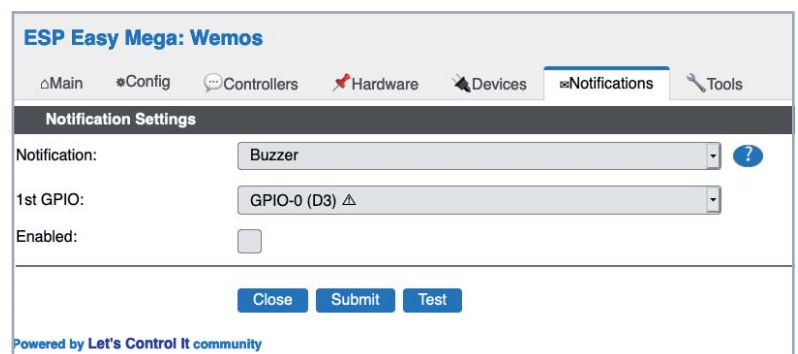 ESP Easy Mega: Wemos
⌂Main Config Controllers Hardware Devices ✉Notifications Tools
Notification Settings
Notification: Buzzer ?
1st GPIO: GPIO-0 (D3) ⚠
Enabled:
Close Submit Test
Powered by Let's Control It community